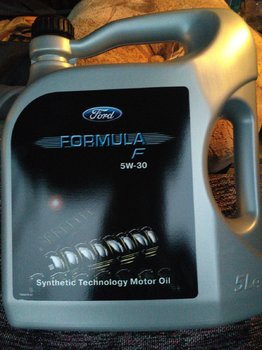 Ford
FORMULA
F
5W-30
Synthetic Technology Motor Oil